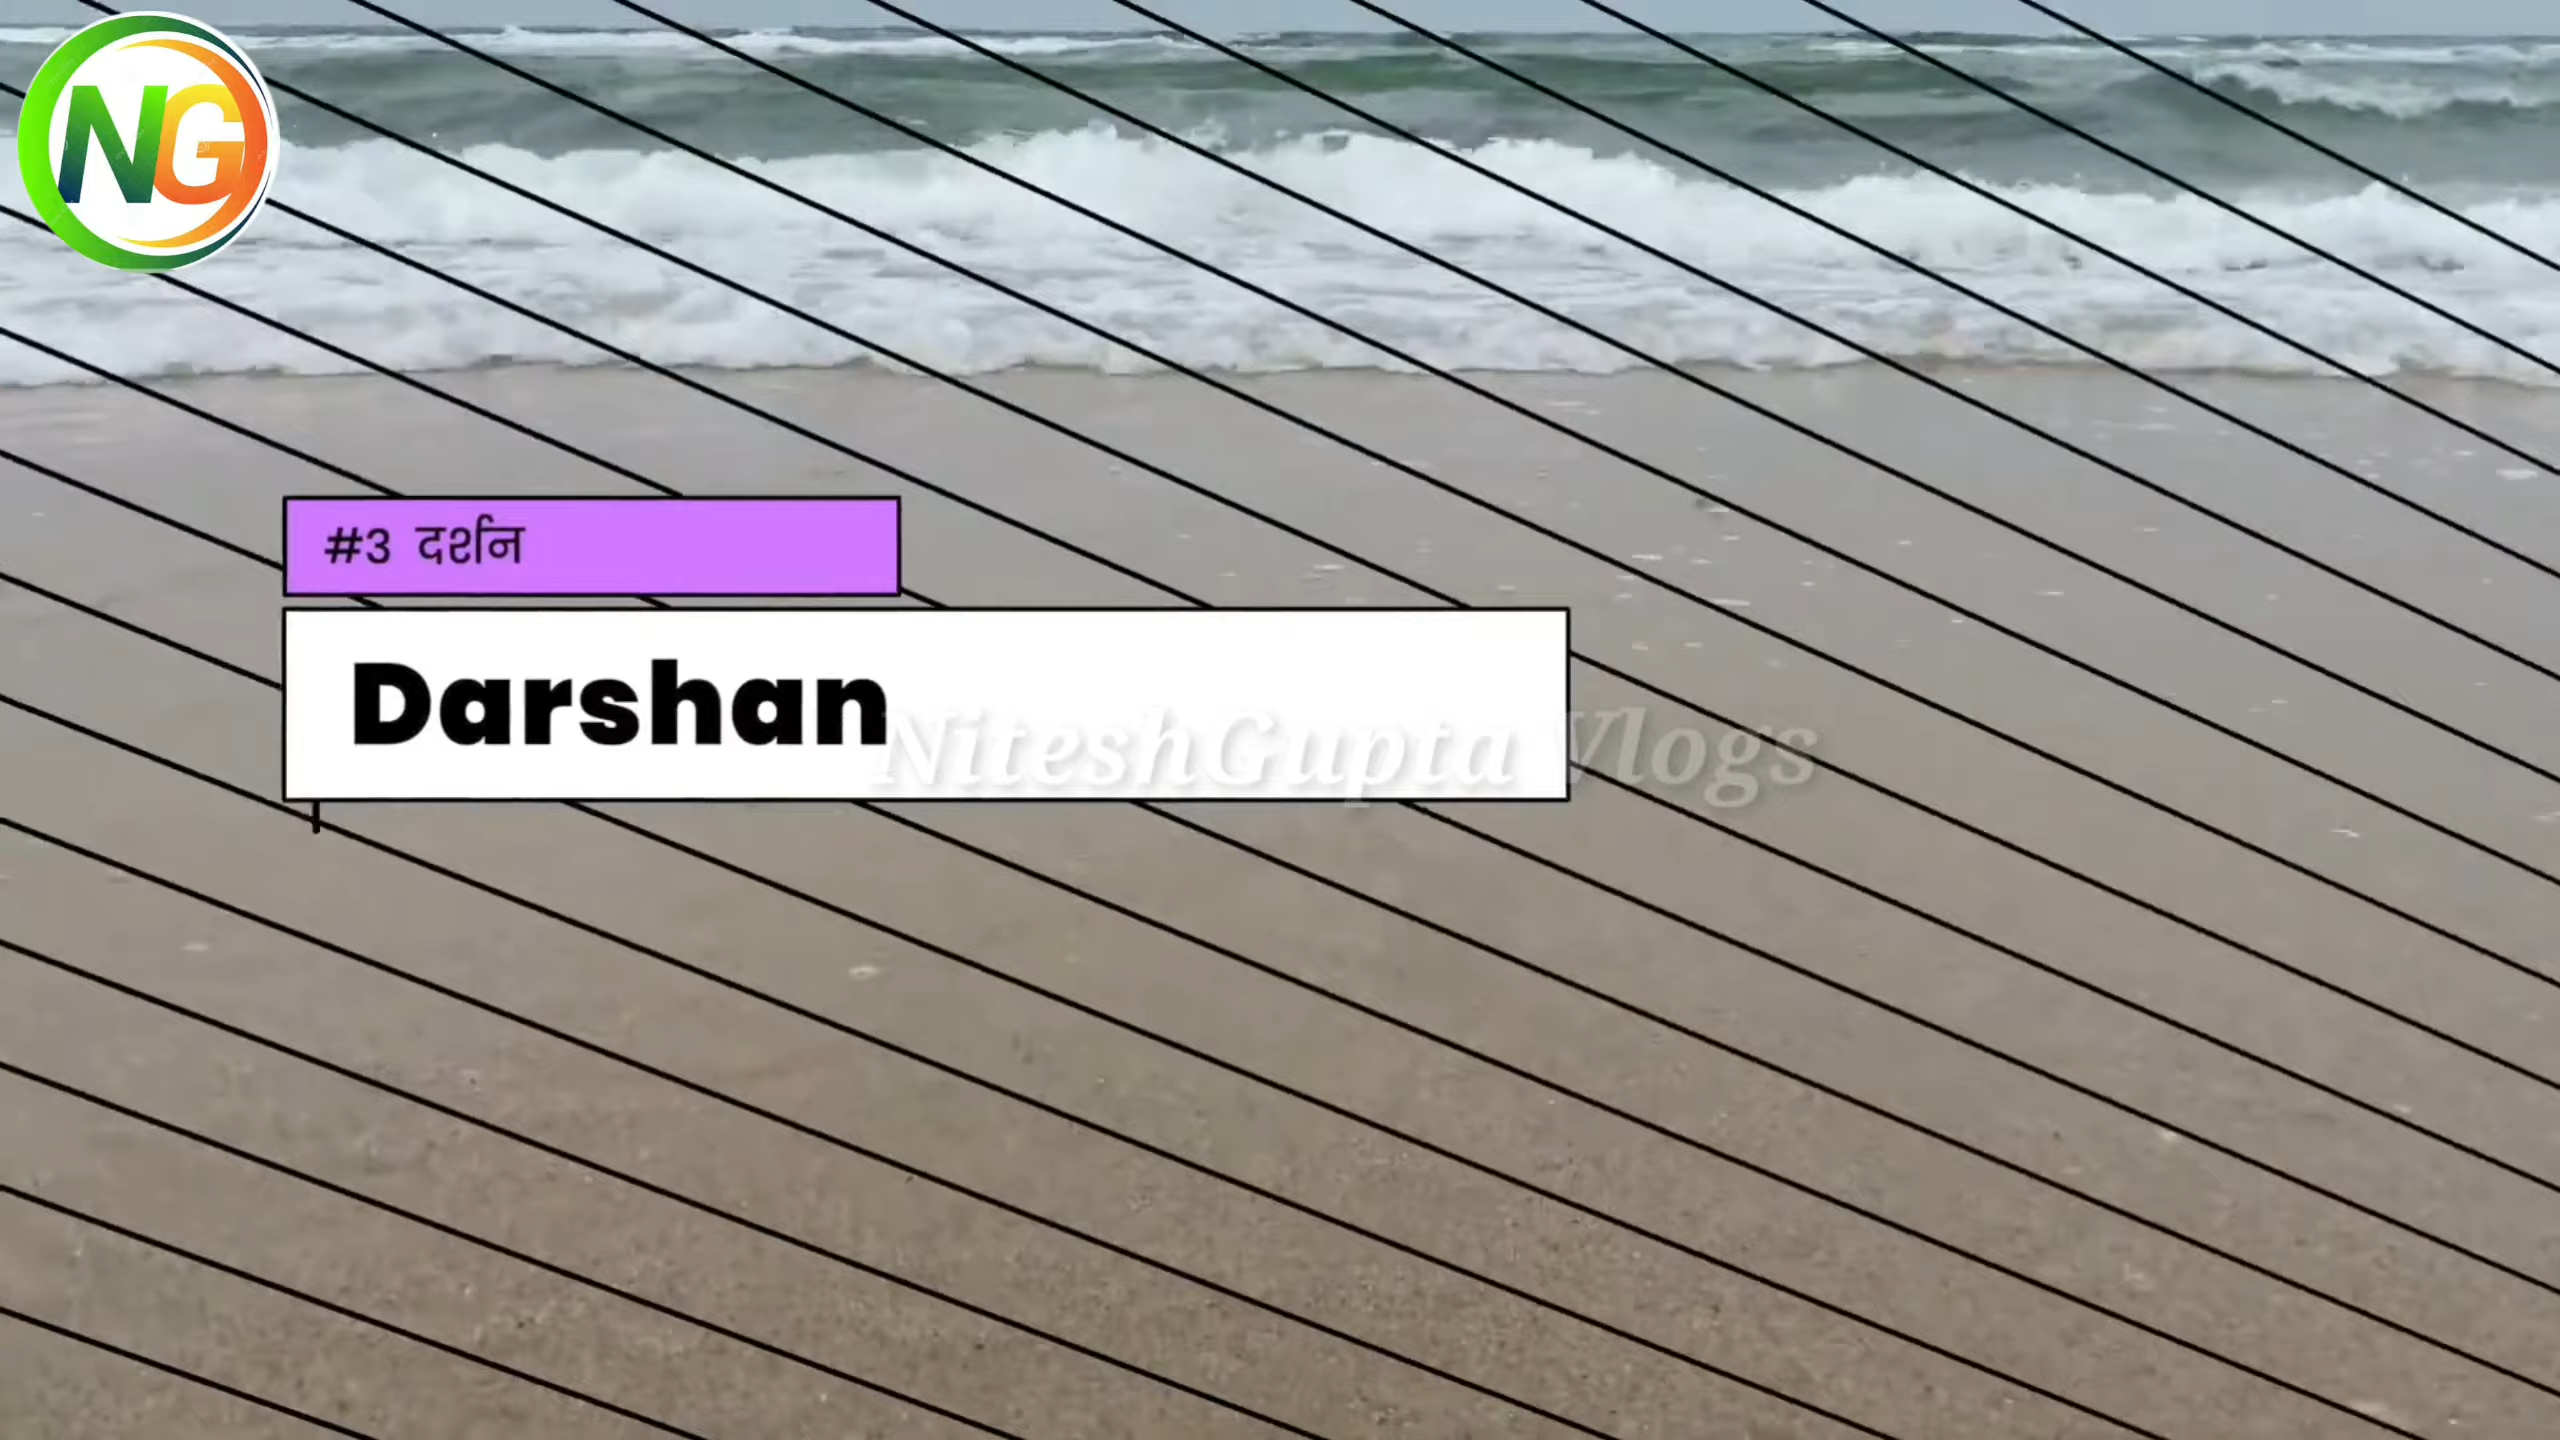 NG
#3 दर्शन
Darshan
NiteshGupta Vlogs